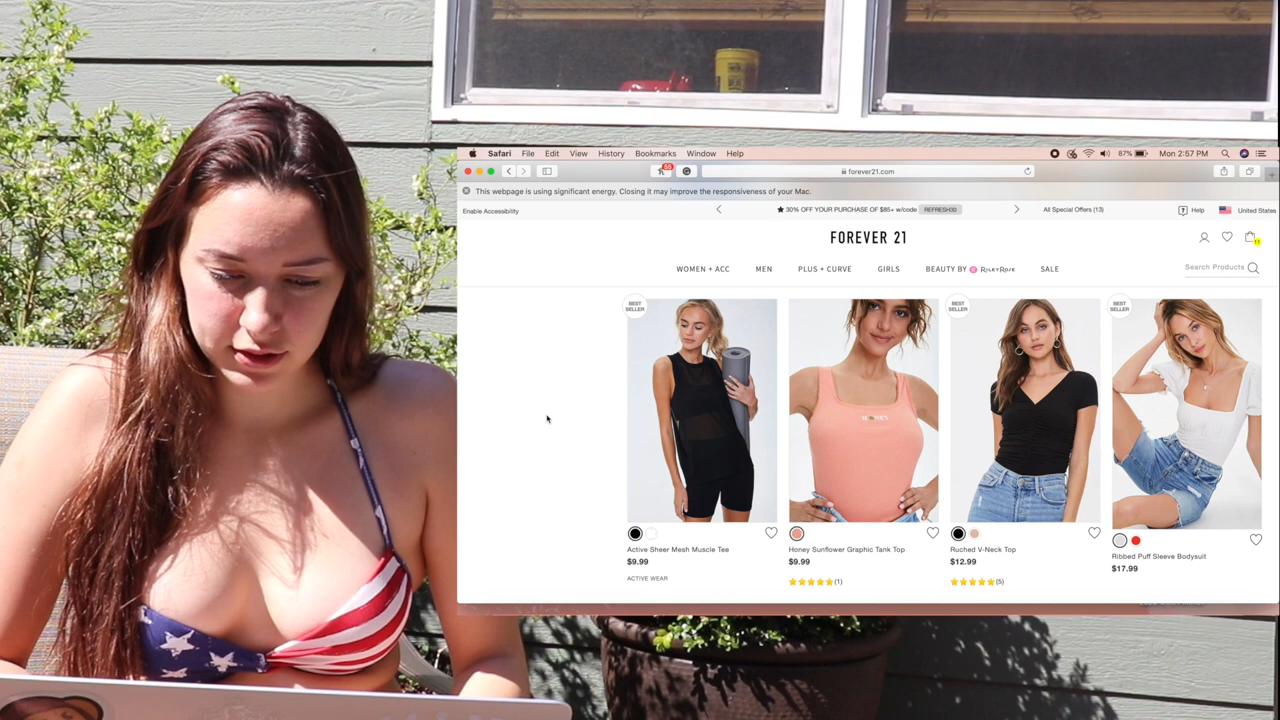 Safari File Edit View History Bookmarks Window Help 87% Mon 2:57 PM
forever21.com
This webpage is using significant energy. Closing it may improve the responsiveness of your Mac.
Enable Accessibility
★ 30% OFF YOUR PURCHASE OF $85+ w/code REFRESH30
All Special Offers (13)
Help
United States
FOREVER 21
11
WOMEN + ACC MEN PLUS + CURVE GIRLS BEAUTY BY RILEYROSE SALE
Search Products
BEST
SELLER
BEST
SELLER
BEST
SELLER
HONEY
Active Sheer Mesh Muscle Tee
$9.99
ACTIVE WEAR
Honey Sunflower Graphic Tank Top
$9.99
(1)
Ruched V-Neck Top
$12.99
(5)
Ribbed Puff Sleeve Bodysuit
$17.99